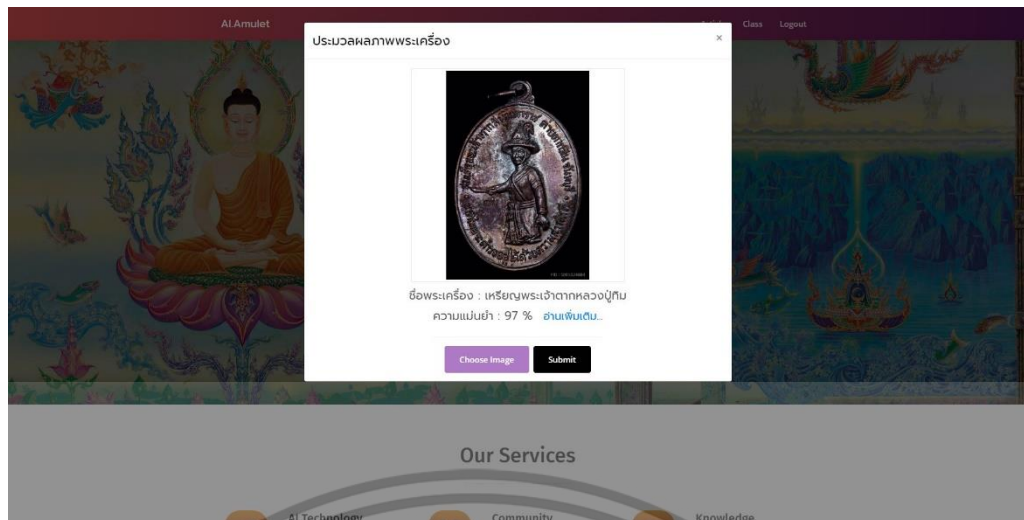 AI.Amulet
Class
Logout
ประมวลผลภาพพระเครื่อง
×
ชื่อพระเครื่อง : เหรียญพระเจ้าตากหลวงปู่ทิม
ความแม่นยำ : 97 % อ่านเพิ่มเติม...
Choose Image
Submit
Our Services
AI Technology
Community
Knowledge